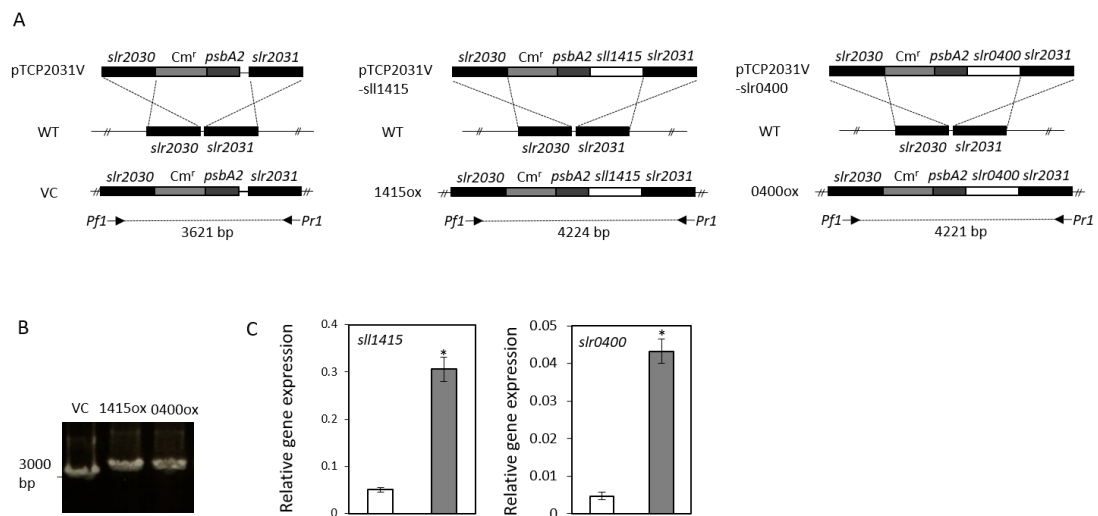 A
slr2030 Cmr psbA2 slr2031
pTCP2031V
WT
slr2030 slr2031
slr2030 Cmr psbA2 slr2031
VC
Pf1 Pr1
3621 bp
slr2030 Cmr psbA2 sll1415 slr2031
pTCP2031V
-sll1415
WT
slr2030 slr2031
slr2030 Cmr psbA2 sll1415 slr2031
1415ox
Pf1 Pr1
4224 bp
slr2030 Cmr psbA2 slr0400 slr2031
pTCP2031V
-slr0400
WT
slr2030 slr2031
slr2030 Cmr psbA2 slr0400 slr2031
0400ox
Pf1 Pr1
4221 bp
B
VC 1415ox 0400ox
3000
bp
C
Relative gene expression
0.4
0.3
0.2
0.1
0
sll1415
*
Relative gene expression
0.05
0.04
0.03
0.02
0.01
0
slr0400
*